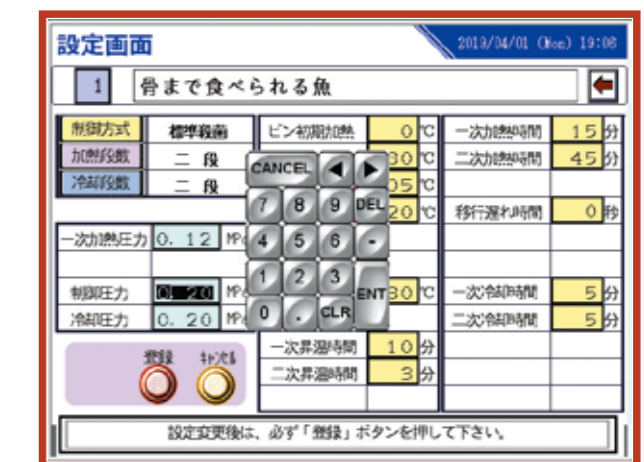 設定画面 2019/04/01 (Mon) 19:06
1 骨まで食べられる魚
制御方式 標準殺菌 ビン初期加熱 0 ℃ 一次加熱時間 15 分
加熱段数 二 段 30 ℃ 二次加熱時間 45 分
冷却段数 二 段 05 ℃
20 ℃ 移行遅れ時間 0 秒
一次加熱圧力 0. 12 MPa
制御圧力 0. 20 MPa 30 ℃ 一次冷却時間 5 分
冷却圧力 0. 20 MPa 二次冷却時間 5 分
CANCEL ◀ ▶
7 8 9 DEL
4 5 6 -
1 2 3 ENT
0 . CLR
登録 キャンセル
一次昇温時間 10 分
二次昇温時間 3 分
設定変更後は、必ず「登録」ボタンを押して下さい。